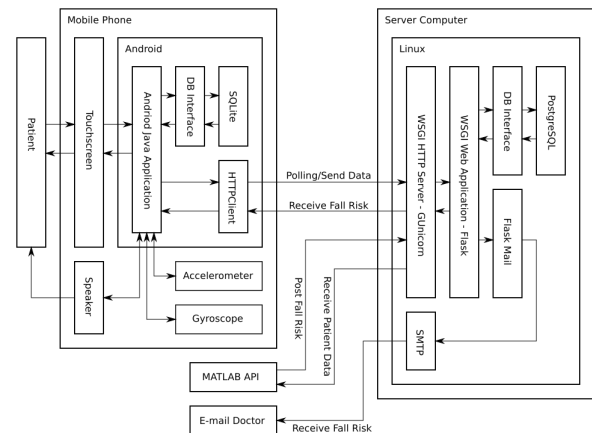 Mobile Phone
Server Computer
Android
Linux
Patient
Touchscreen
Andriod Java Application
DB Interface
SQLite
HTTPClient
Speaker
Accelerometer
Gyroscope
Polling/Send Data
Receive Fall Risk
Post Fall Risk
Receive Patient Data
WSGI HTTP Server - GUnicorn
WSGI Web Application - Flask
DB Interface
PostgreSQL
Flask Mail
SMTP
MATLAB API
E-mail Doctor
Receive Fall Risk